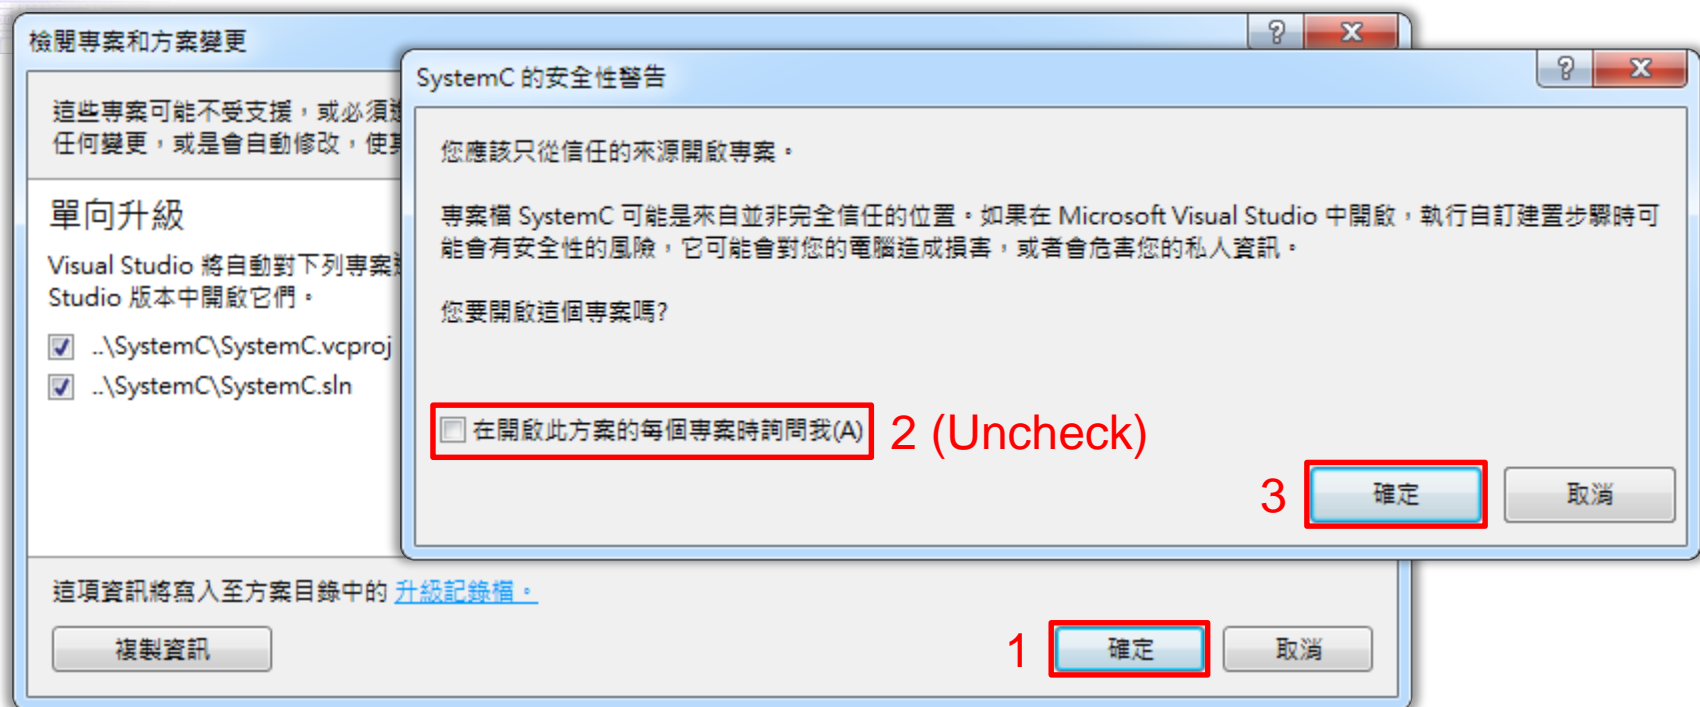 檢閱專案和方案變更
這些專案可能不受支援，或必須
任何變更，或是會自動修改，使
單向升級
Visual Studio 將自動對下列專案
Studio 版本中開啟它們。
..\SystemC\SystemC.vcproj
..\SystemC\SystemC.sln
SystemC 的安全性警告
您應該只從信任的來源開啟專案。
專案檔 SystemC 可能是來自並非完全信任的位置。如果在 Microsoft Visual Studio 中開啟，執行自訂建置步驟時可
能會有安全性的風險，它可能會對您的電腦造成損害，或者會危害您的私人資訊。
您要開啟這個專案嗎?
在開啟此方案的每個專案時詢問我(A) 2 (Uncheck)
3 確定 取消
這項資訊將寫入至方案目錄中的 升級記錄檔。
複製資訊 1 確定 取消